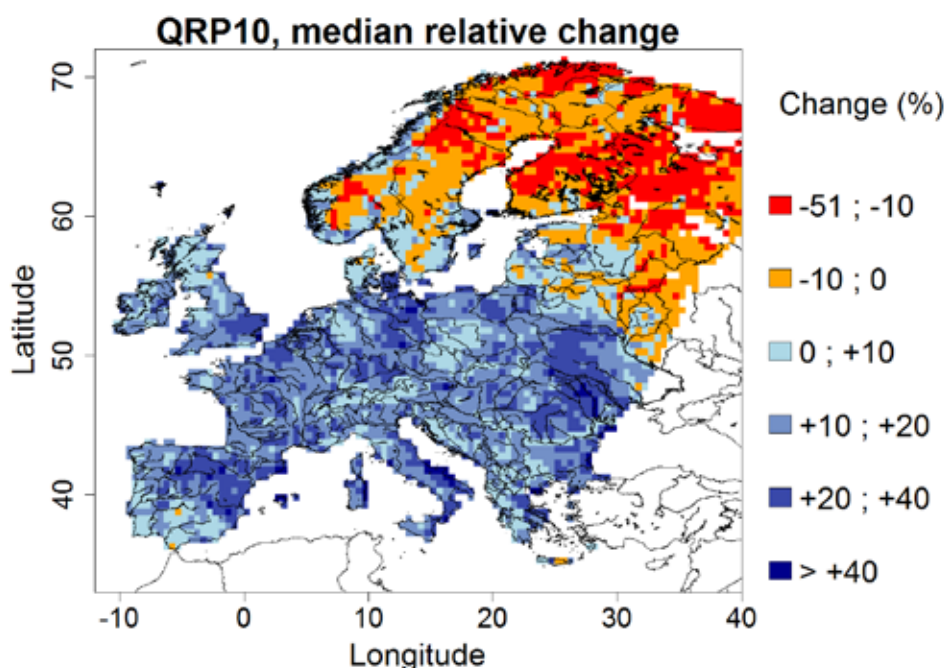 QRP10, median relative change
Latitude
70
60
50
40
-10
0
10
20
30
40
Longitude
Change (%)
-51 ; -10
-10 ; 0
0 ; +10
+10 ; +20
+20 ; +40
> +40